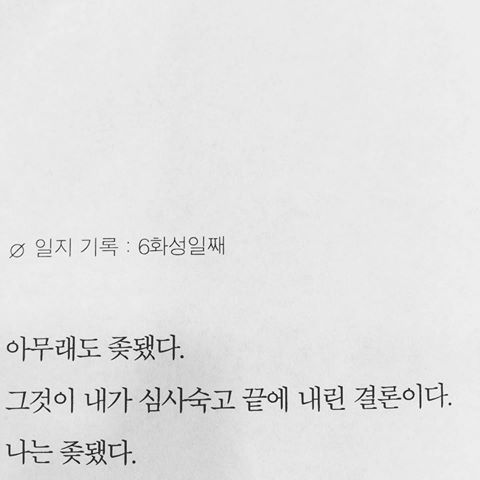 ∅ 일지 기록 : 6화성일째
아무래도 좆됐다.
그것이 내가 심사숙고 끝에 내린 결론이다.
나는 좆됐다.